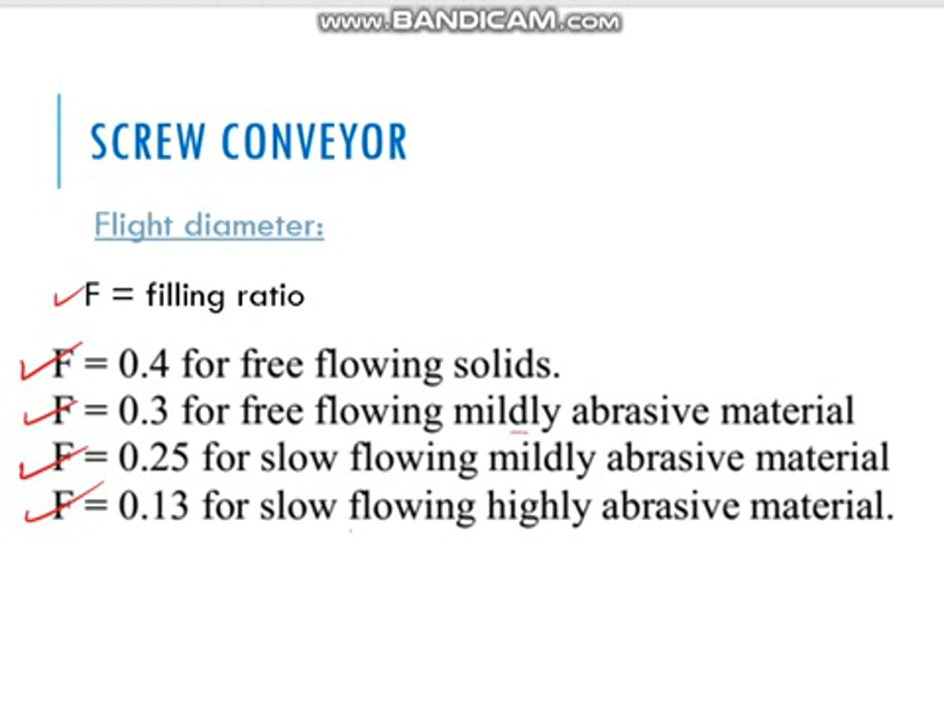 www.BANDICAM.com
SCREW CONVEYOR
Flight diameter:
F = filling ratio
F = 0.4 for free flowing solids.
F = 0.3 for free flowing mildly abrasive material
F = 0.25 for slow flowing mildly abrasive material
F = 0.13 for slow flowing highly abrasive material.